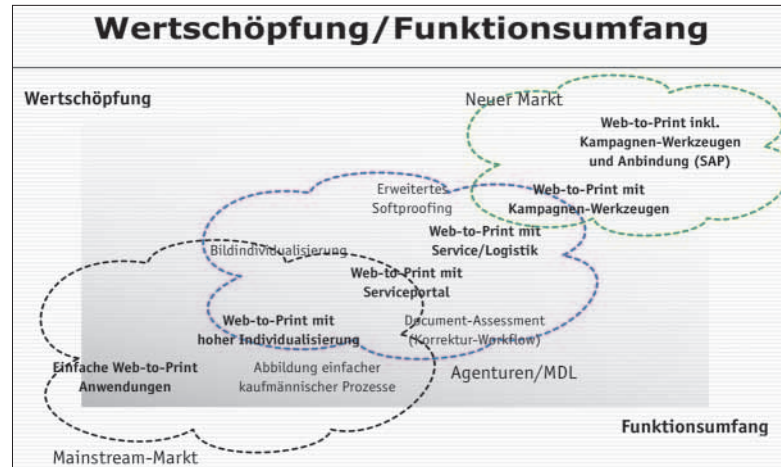 Wertschöpfung/Funktionsumfang
Wertschöpfung
Neuer Markt
Web-to-Print inkl.
Kampagnen-Werkzeugen
und Anbindung (SAP)
Erweitertes
Softproofing
Web-to-Print mit
Kampagnen-Werkzeugen
Web-to-Print mit
Service/Logistik
Bildindividualisierung
Web-to-Print mit
Serviceportal
Web-to-Print mit
hoher Individualisierung
Document-Assessment
(Korrektur-Workflow)
Einfache Web-to-Print
Anwendungen
Abbildung einfacher
kaufmännischer Prozesse
Agenturen/MDL
Funktionsumfang
Mainstream-Markt